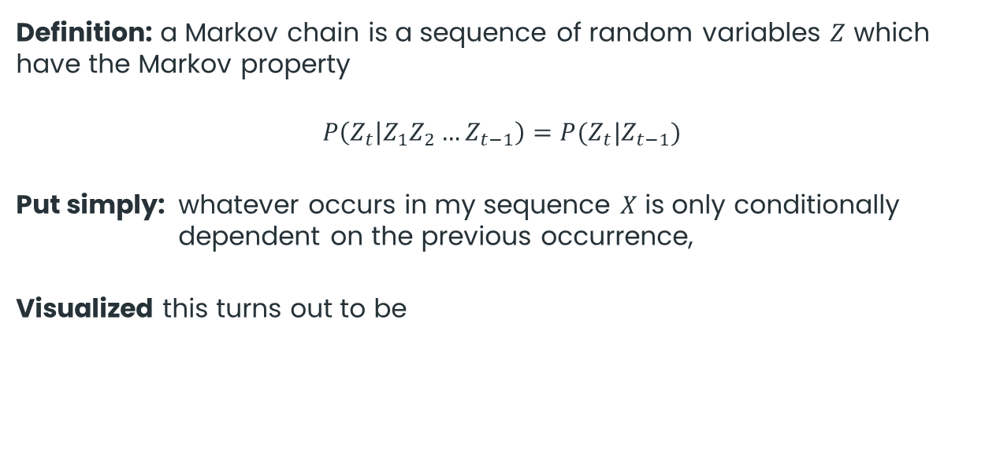 Definition: a Markov chain is a sequence of random variables Z which
have the Markov property
P(Z_t|Z_1Z_2 … Z_{t−1}) = P(Z_t|Z_{t−1})
Put simply: whatever occurs in my sequence X is only conditionally
dependent on the previous occurrence,
Visualized this turns out to be